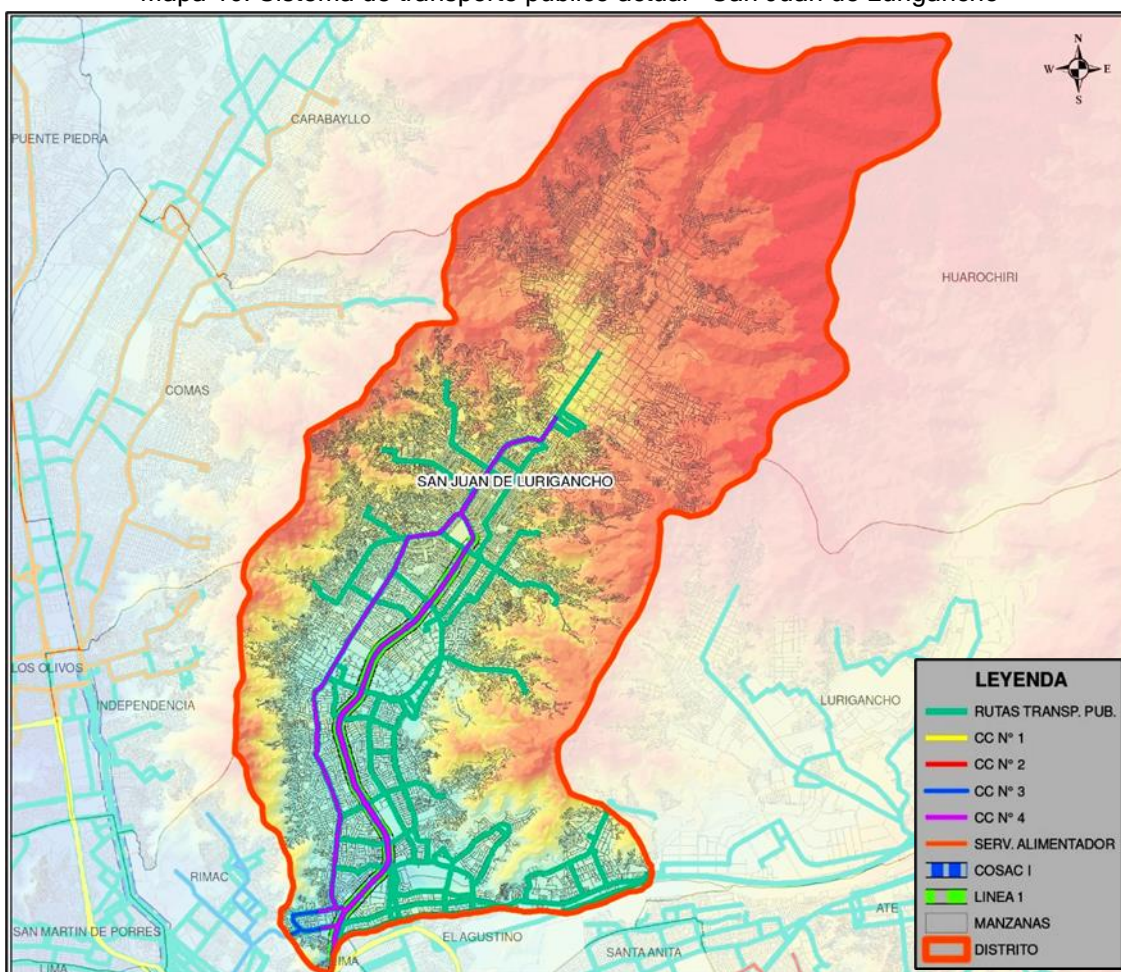 Mapa 10: Sistema de transporte público actual - San Juan de Lurigancho
N
W E
S
CARABAYLLO
PUENTE PIEDRA
HUAROCHIRI
COMAS
SAN JUAN DE LURIGANCHO
LOS OLIVOS
INDEPENDENCIA
LURIGANCHO
RIMAC
SAN MARTIN DE PORRES
EL AGUSTINO
ATE
SANTA ANITA
LIMA
IMA
LEYENDA
RUTAS TRANSP. PUB.
CC N° 1
CC N° 2
CC N° 3
CC N° 4
SERV. ALIMENTADOR
COSAC I
LINEA 1
MANZANAS
DISTRITO